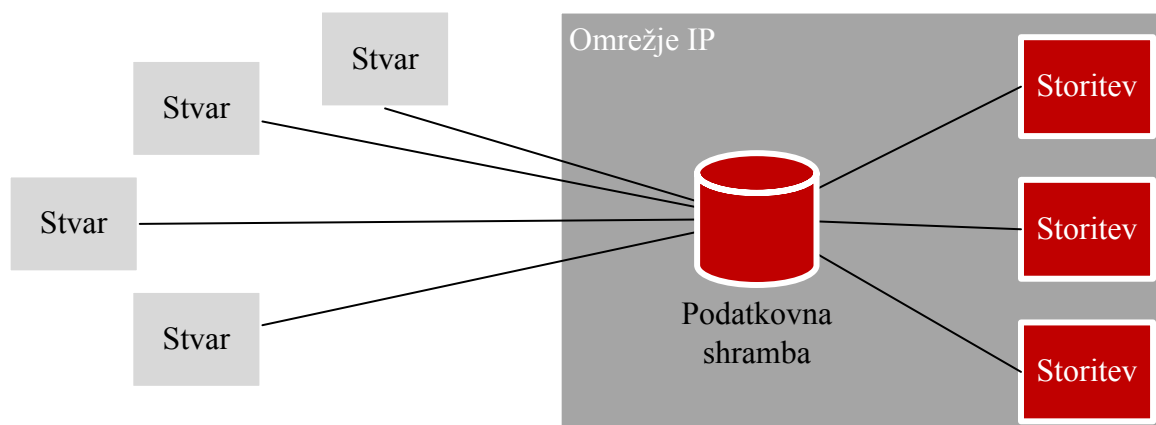 Omrežje IP
Stvar
Stvar
Stvar
Stvar
Podatkovna
shramba
Storitev
Storitev
Storitev